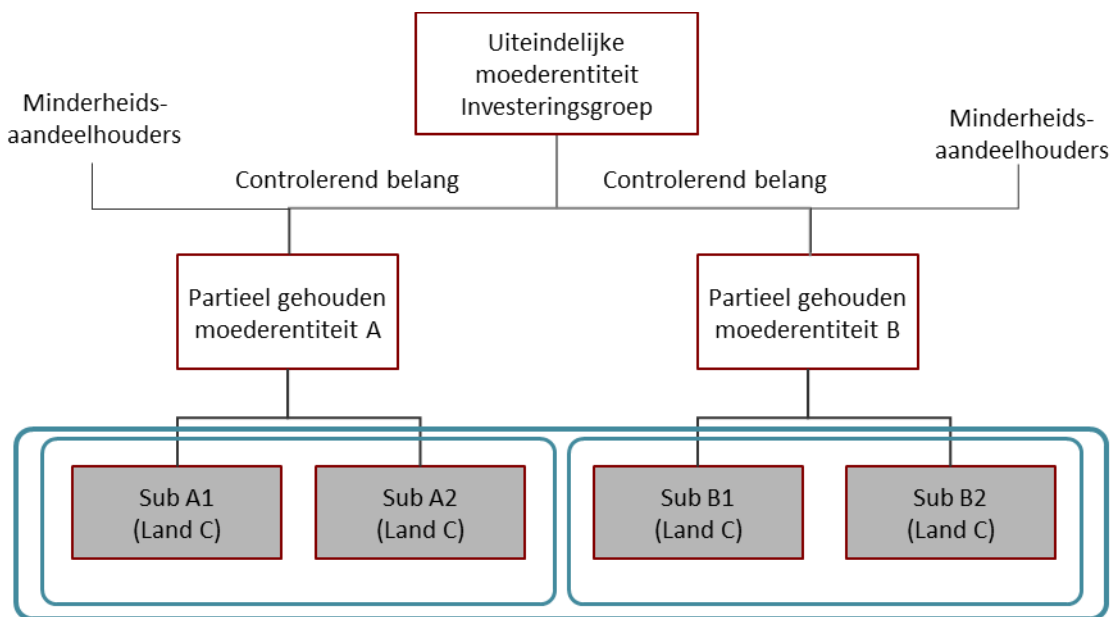 Uiteindelijke
moederentiteit
Investeringsgroep
Minderheids-
aandeelhouders
Minderheids-
aandeelhouders
Controlerend belang
Controlerend belang
Partieel gehouden
moederentiteit A
Partieel gehouden
moederentiteit B
Sub A1
(Land C)
Sub A2
(Land C)
Sub B1
(Land C)
Sub B2
(Land C)